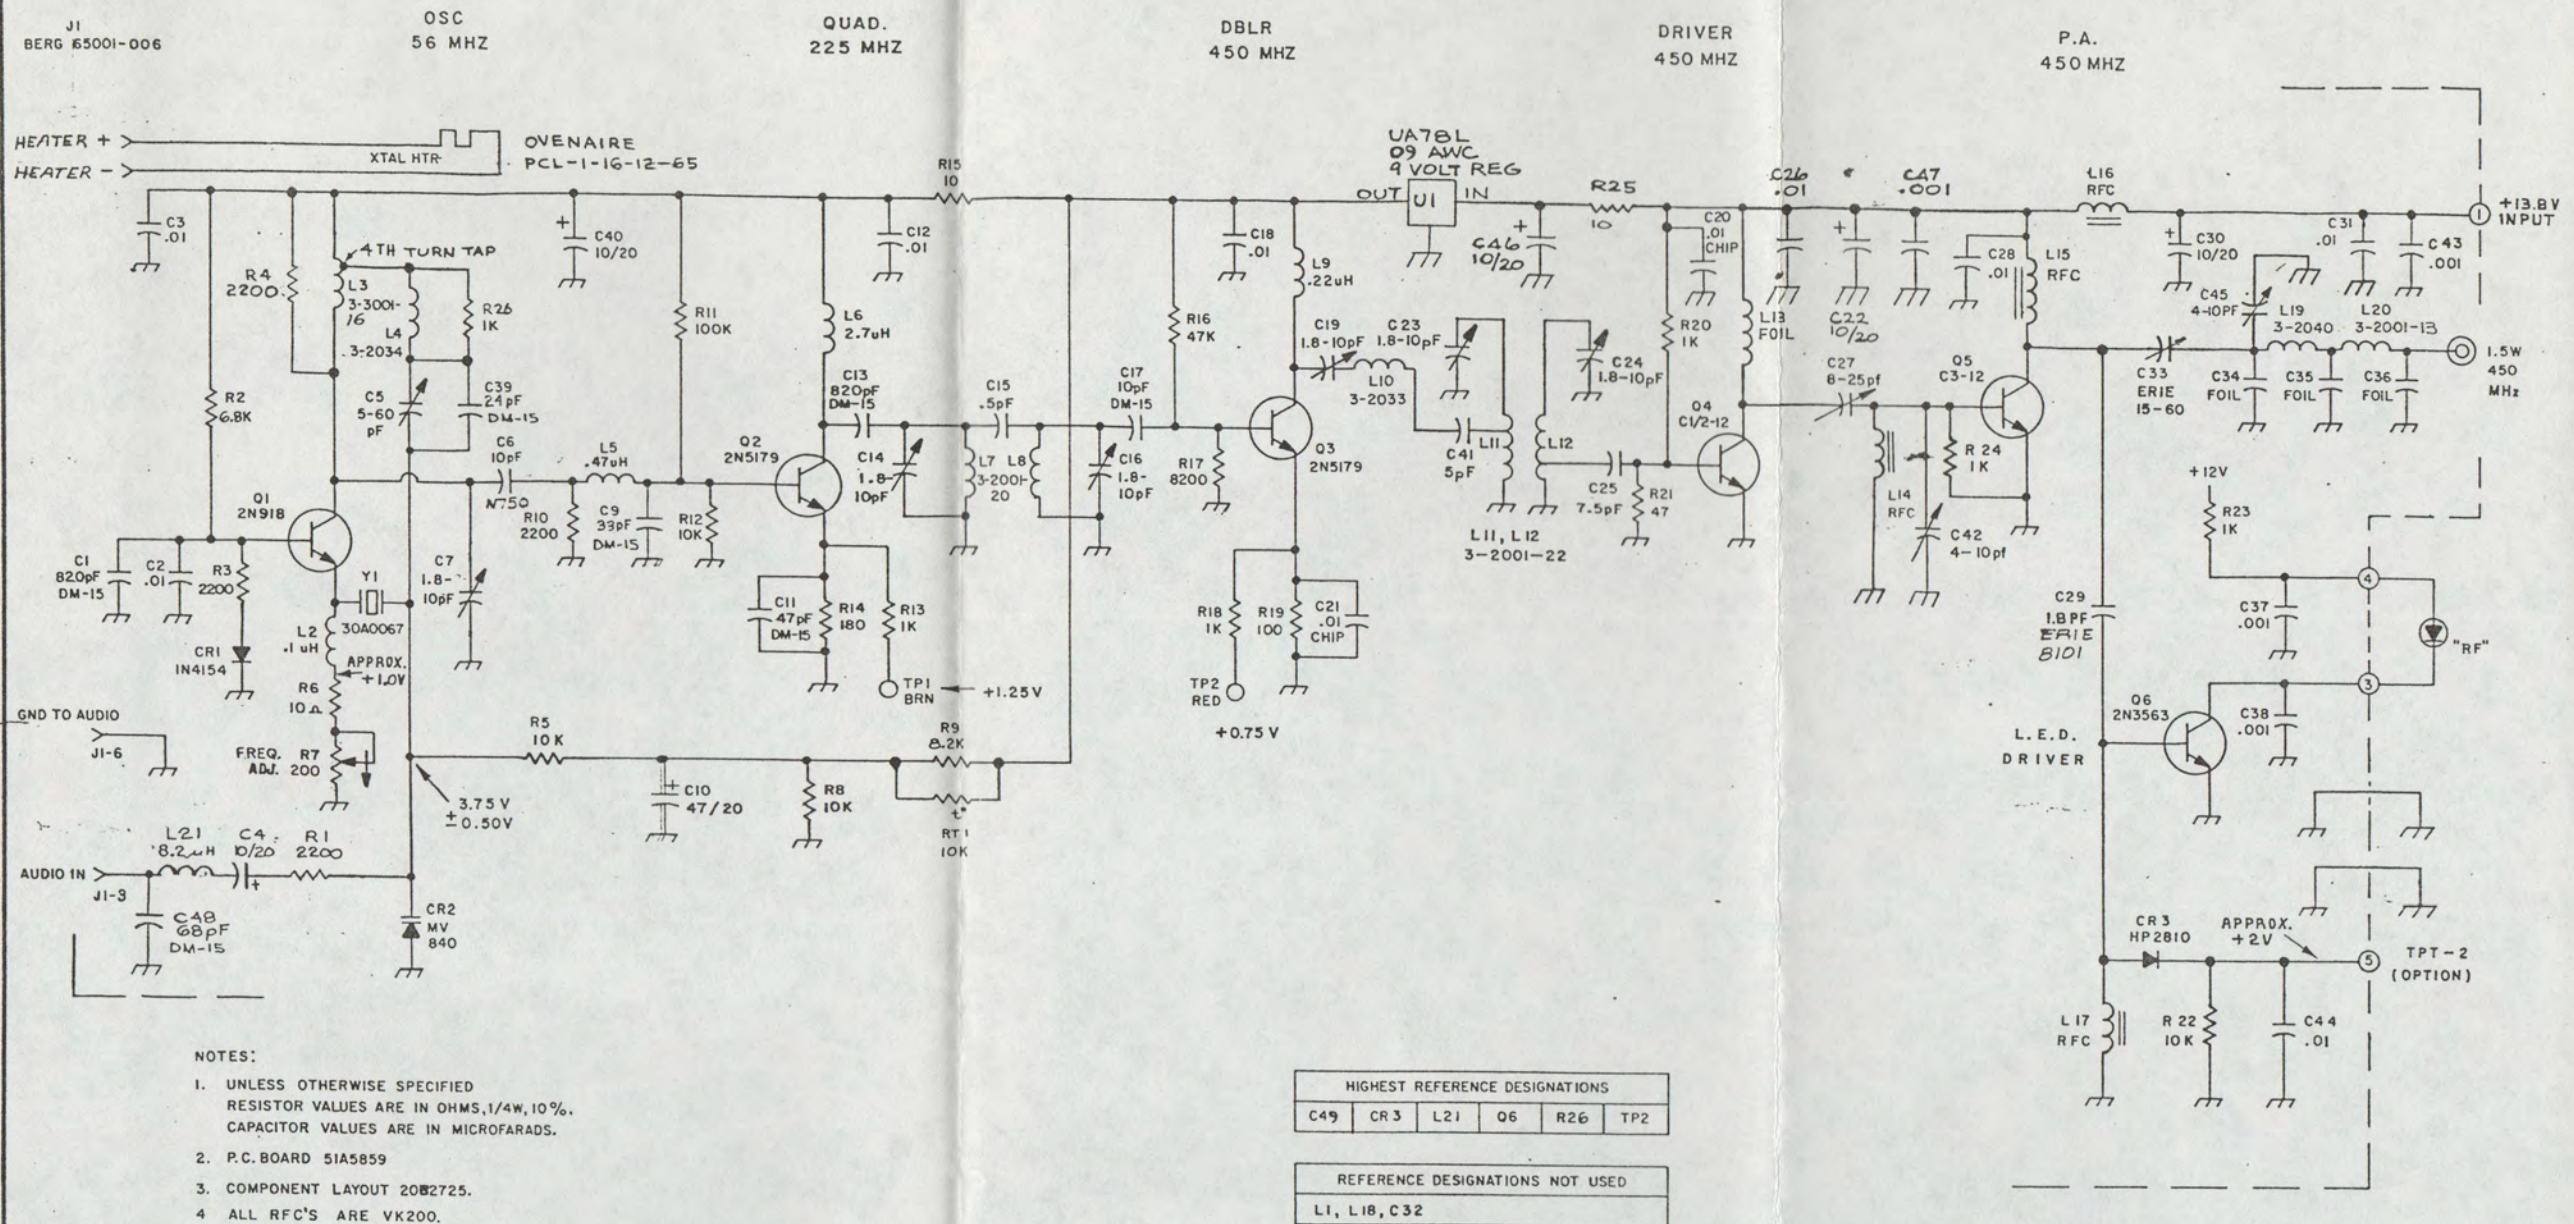 J1
BERG 65001-006
OSC
56 MHZ
QUAD.
225 MHZ
DBLR
450 MHZ
DRIVER
450 MHZ
P.A.
450 MHZ
HEATER +
HEATER -
XTAL HTR
OVENAIRE
PCL-1-16-12-65
C3
.01
R4
2200
4TH TURN TAP
L3
3-3001-
16
L4
3-2034
R26
1K
C40
10/20
R11
100K
L6
2.7uH
C12
.01
R15
10
R16
47K
C18
.01
L9
.22uH
UA78L
09 AWC
9 VOLT REG
OUT
U1
IN
C46
10/20
R25
10
C20
.01
CHIP
C26
.01
C22
10/20
C47
.001
L16
RFC
C28
.01
L15
RFC
C30
10/20
C31
.01
C43
.001
1
+13.8V
INPUT
R2
6.8K
C5
5-60
pF
C39
24pF
DM-15
C6
10pF
N750
L5
.47uH
R10
2200
C9
33pF
DM-15
R12
10K
Q2
2N5179
C13
820pF
DM-15
C14
1.8-
10pF
C15
.5pF
L7
L8
3-2001-
20
C16
1.8-
10pF
C17
10pF
DM-15
R17
8200
Q3
2N5179
C19
1.8-10pF
L10
3-2033
C23
1.8-10pF
C41
5pF
L11
L12
L11, L12
3-2001-22
C24
1.8-10pF
C25
7.5pF
R21
47
R20
1K
L13
FOIL
Q4
C1/2-12
C27
8-25pf
L14
RFC
C42
4-10pf
R24
1K
Q5
C3-12
C33
ERIE
15-60
C45
4-10PF
L19
3-2040
L20
3-2001-13
C34
FOIL
C35
FOIL
C36
FOIL
1.5W
450
MHz
Q1
2N918
C1
820pF
DM-15
C2
.01
R3
2200
CR1
1N4154
Y1
30A0067
L2
.1 uH
APPROX.
+1.0V
R6
10Ω
FREQ.
ADJ.
R7
200
C7
1.8-
10pF
C11
47pF
DM-15
R14
180
R13
1K
TP1
BRN
+1.25V
R18
1K
TP2
RED
+0.75V
R19
100
C21
.01
CHIP
+12V
R23
1K
4
C37
.001
"RF"
3
C38
.001
C29
1.8PF
ERIE
8101
Q6
2N3563
L.E.D.
DRIVER
GND TO AUDIO
J1-6
R5
10K
3.75V
±0.50V
C10
47/20
R8
10K
R9
8.2K
t°
RT1
10K
AUDIO IN
J1-3
L21
8.2uH
C4
10/20
R1
2200
C48
68pF
DM-15
CR2
MV
840
CR3
HP2810
APPROX.
+2V
5
TPT-2
(OPTION)
L17
RFC
R22
10K
C44
.01
NOTES:
1. UNLESS OTHERWISE SPECIFIED
RESISTOR VALUES ARE IN OHMS, 1/4W, 10%.
CAPACITOR VALUES ARE IN MICROFARADS.
2. P.C. BOARD 51A5859
3. COMPONENT LAYOUT 20B2725.
4 ALL RFC'S ARE VK200.
HIGHEST REFERENCE DESIGNATIONS
C49 CR3 L21 Q6 R26 TP2
REFERENCE DESIGNATIONS NOT USED
L1, L18, C32